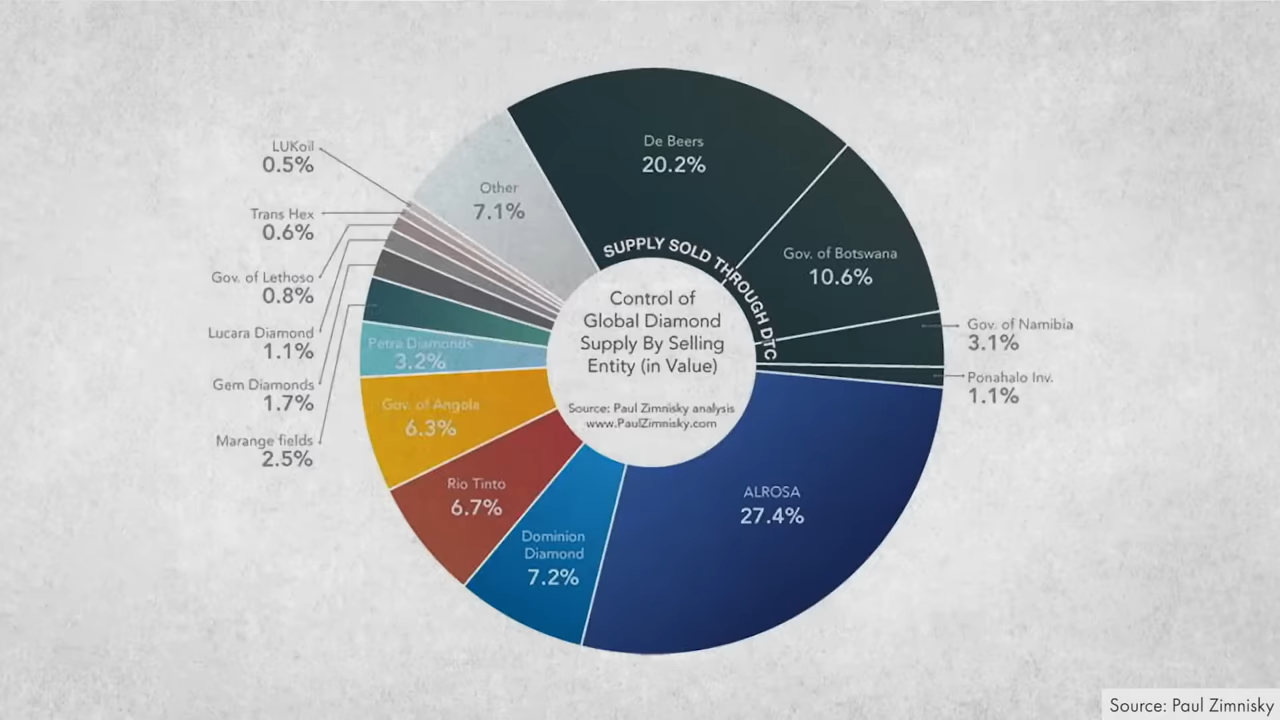 De Beers
20.2%
Gov. of Botswana
10.6%
Gov. of Namibia
3.1%
Ponahalo Inv.
1.1%
SUPPLY SOLD THROUGH DTC
ALROSA
27.4%
Dominion
Diamond
7.2%
Rio Tinto
6.7%
Gov. of Angola
6.3%
Petra Diamonds
3.2%
Marange fields
2.5%
Gem Diamonds
1.7%
Lucara Diamond
1.1%
Gov. of Lethoso
0.8%
Trans Hex
0.6%
LUKoil
0.5%
Other
7.1%
Control of
Global Diamond
Supply By Selling
Entity (in Value)
Source: Paul Zimnisky analysis
www.PaulZimnisky.com
Source: Paul Zimnisky